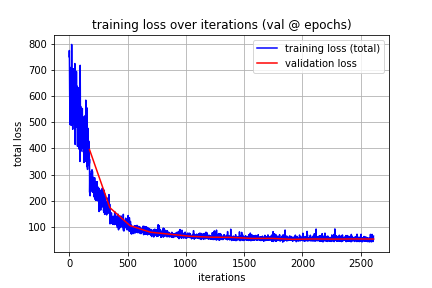 training loss over iterations (val @ epochs)
training loss (total)
validation loss
800
700
600
500
400
300
200
100
total loss
0
500
1000
1500
2000
2500
iterations